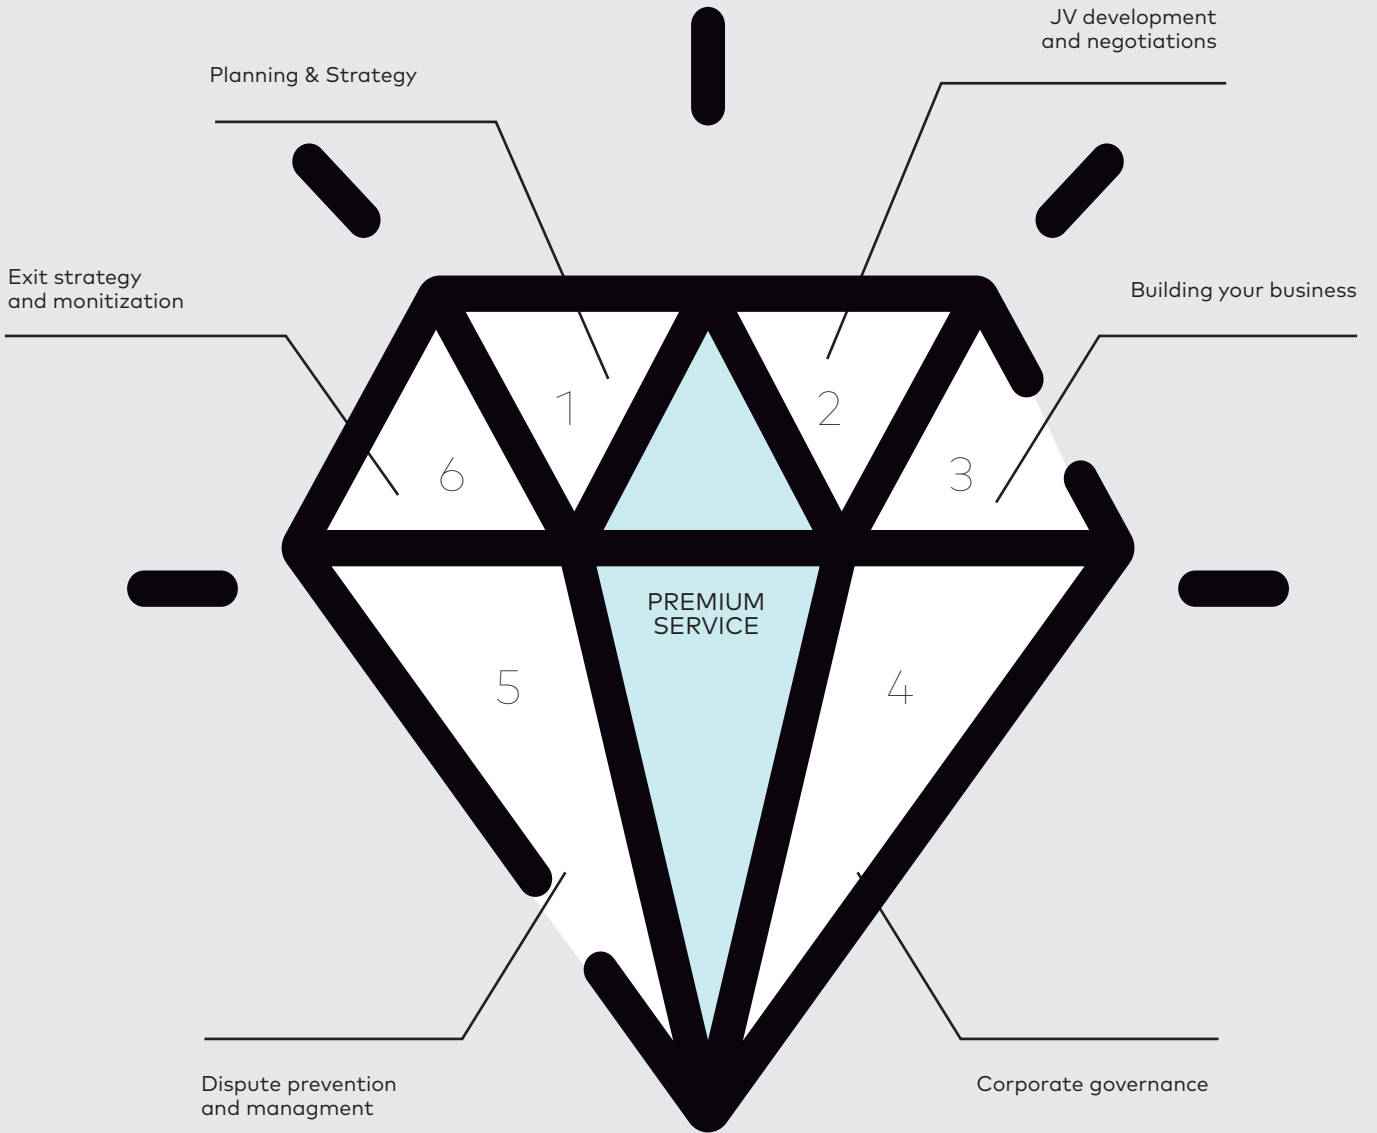 JV development
and negotiations
Planning & Strategy
Exit strategy
and monitization
Building your business
1
2
6
3
PREMIUM
SERVICE
5
4
Dispute prevention
and managment
Corporate governance